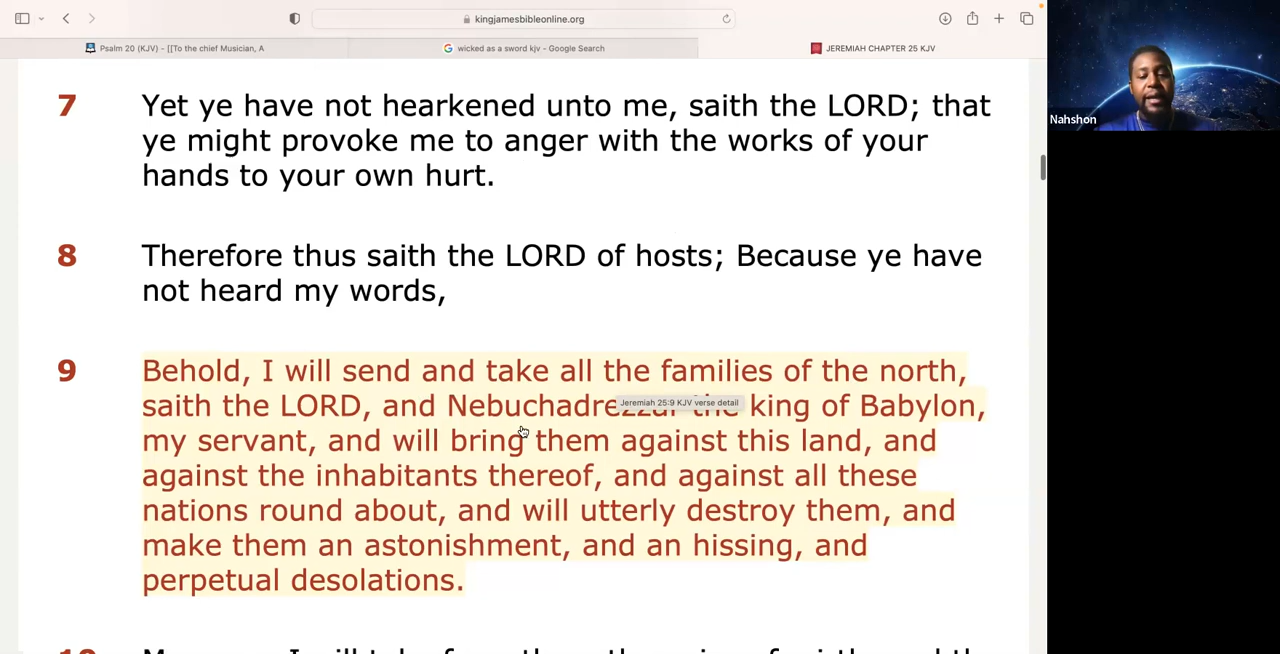 kingjamesbibleonline.org
Psalm 20 (KJV) - [[To the chief Musician, A
wicked as a sword kjv - Google Search
JEREMIAH CHAPTER 25 KJV
Nahshon
7 Yet ye have not hearkened unto me, saith the LORD; that
ye might provoke me to anger with the works of your
hands to your own hurt.
8 Therefore thus saith the LORD of hosts; Because ye have
not heard my words,
9 Behold, I will send and take all the families of the north,
saith the LORD, and Nebuchadrezzar the king of Babylon,
Jeremiah 25:9 KJV verse detail
my servant, and will bring them against this land, and
against the inhabitants thereof, and against all these
nations round about, and will utterly destroy them, and
make them an astonishment, and an hissing, and
perpetual desolations.